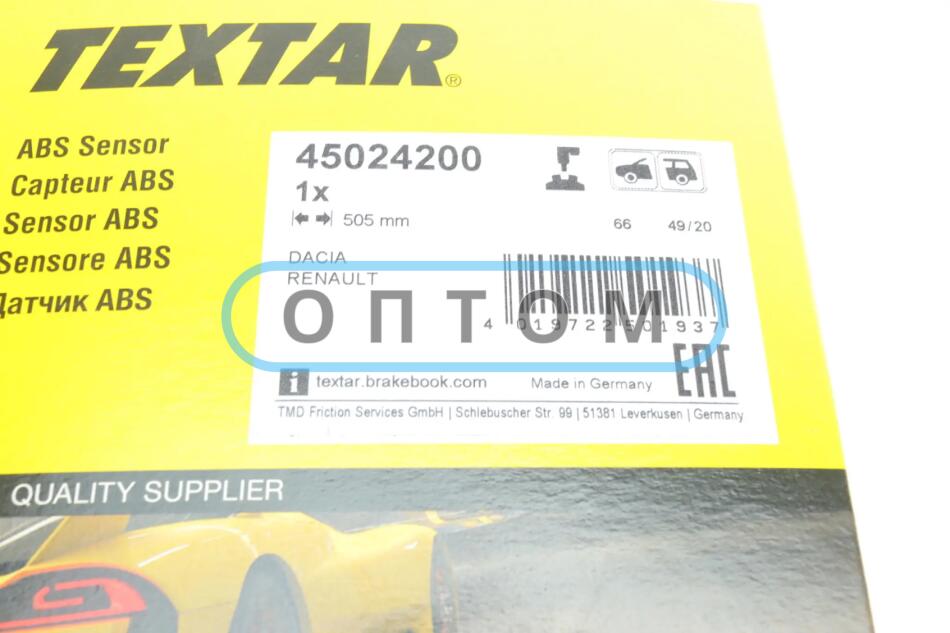 TEXTAR®
ABS Sensor
Capteur ABS
Sensor ABS
Sensore ABS
Датчик ABS
45024200
1x
505 mm
66 49/20
DACIA
RENAULT
4 019722 501937
ОПТОМ
EAC
i textar.brakebook.com Made in Germany
TMD Friction Services GmbH | Schlebuscher Str. 99 | 51381 Leverkusen | Germany
QUALITY SUPPLIER